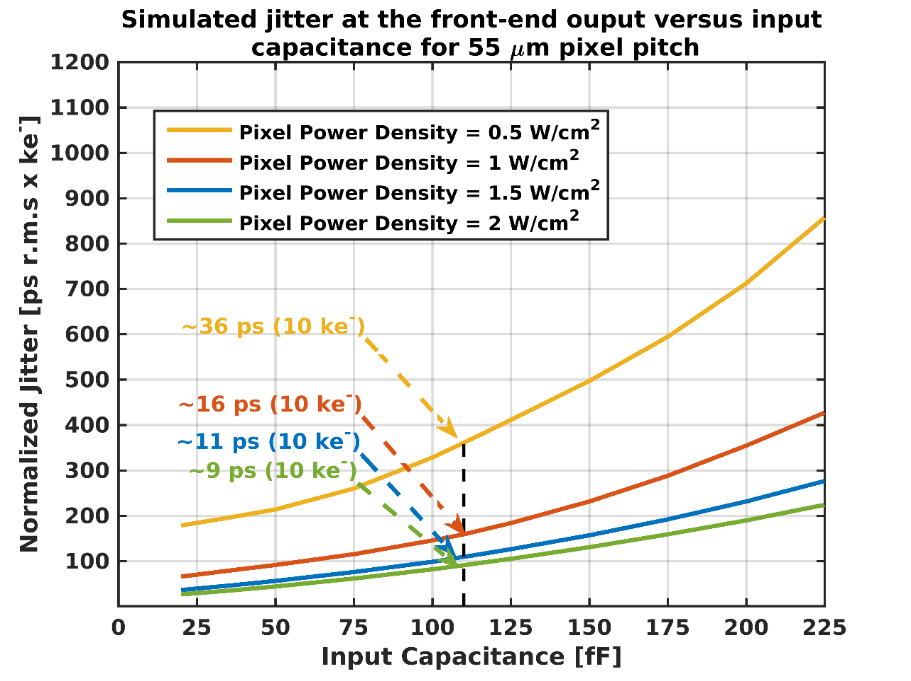 Simulated jitter at the front-end ouput versus input
capacitance for 55 μm pixel pitch
Normalized Jitter [ps r.m.s x ke⁻]
1200
1100
1000
900
800
700
600
500
400
300
200
100
Pixel Power Density = 0.5 W/cm²
Pixel Power Density = 1 W/cm²
Pixel Power Density = 1.5 W/cm²
Pixel Power Density = 2 W/cm²
~36 ps (10 ke⁻)
~16 ps (10 ke⁻)
~11 ps (10 ke⁻)
~9 ps (10 ke⁻)
0 25 50 75 100 125 150 175 200 225
Input Capacitance [fF]